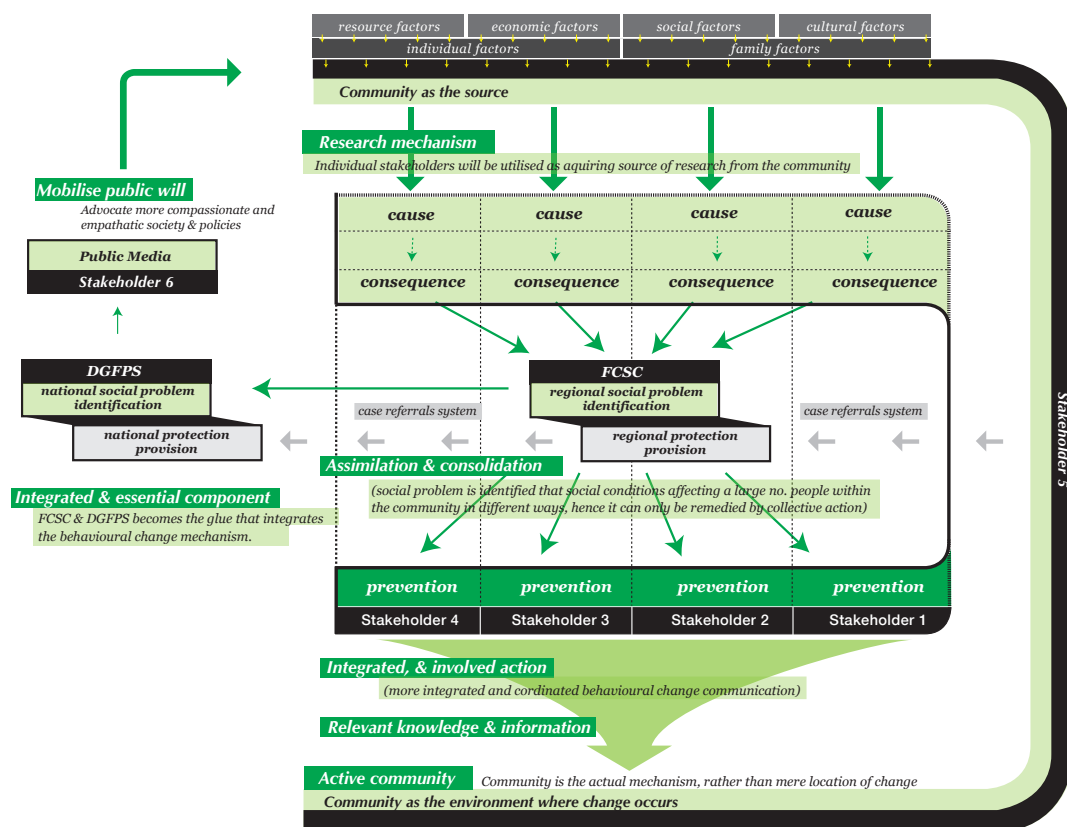 resource factors
economic factors
social factors
cultural factors
individual factors
family factors
Community as the source
Research mechanism
Individual stakeholders will be utilised as aquiring source of research from the community
Mobilise public will
Advocate more compassionate and
empathatic society & policies
Public Media
Stakeholder 6
cause
cause
cause
cause
consequence
consequence
consequence
consequence
DGFPS
national social problem
identification
national protection
provision
FCSC
regional social problem
identification
regional protection
provision
case referrals system
case referrals system
Stakeholder 5
Assimilation & consolidation
(social problem is identified that social conditions affecting a large no. people within
the community in different ways, hence it can only be remedied by collective action)
Integrated & essential component
FCSC & DGFPS becomes the glue that integrates
the behavioural change mechanism.
prevention
prevention
prevention
prevention
Stakeholder 4
Stakeholder 3
Stakeholder 2
Stakeholder 1
Integrated, & involved action
(more integrated and cordinated behavioural change communication)
Relevant knowledge & information
Active community
Community is the actual mechanism, rather than mere location of change
Community as the environment where change occurs